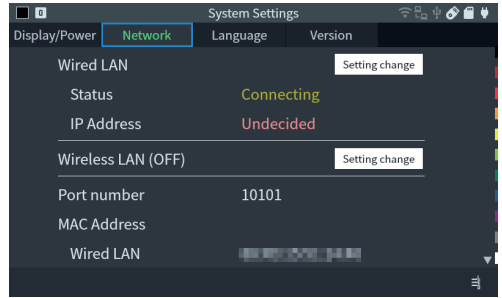 0 System Settings
Display/Power Network Language Version
Wired LAN Setting change
Status Connecting
IP Address Undecided
Wireless LAN (OFF) Setting change
Port number 10101
MAC Address
Wired LAN